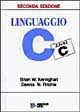 SECONDA EDIZIONE
LINGUAGGIO
C
Brian W. Kernighan
Dennis M. Ritchie